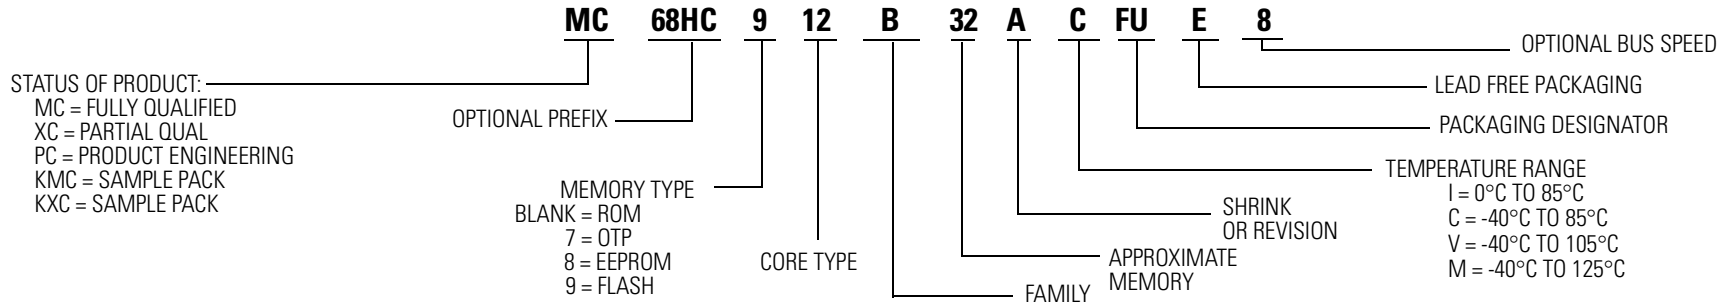 MC 68HC 9 12 B 32 A C FU E 8
OPTIONAL BUS SPEED
LEAD FREE PACKAGING
PACKAGING DESIGNATOR
TEMPERATURE RANGE
I = 0°C TO 85°C
C = -40°C TO 85°C
V = -40°C TO 105°C
M = -40°C TO 125°C
SHRINK
OR REVISION
APPROXIMATE
MEMORY
FAMILY
CORE TYPE
MEMORY TYPE
BLANK = ROM
7 = OTP
8 = EEPROM
9 = FLASH
OPTIONAL PREFIX
STATUS OF PRODUCT:
MC = FULLY QUALIFIED
XC = PARTIAL QUAL
PC = PRODUCT ENGINEERING
KMC = SAMPLE PACK
KXC = SAMPLE PACK